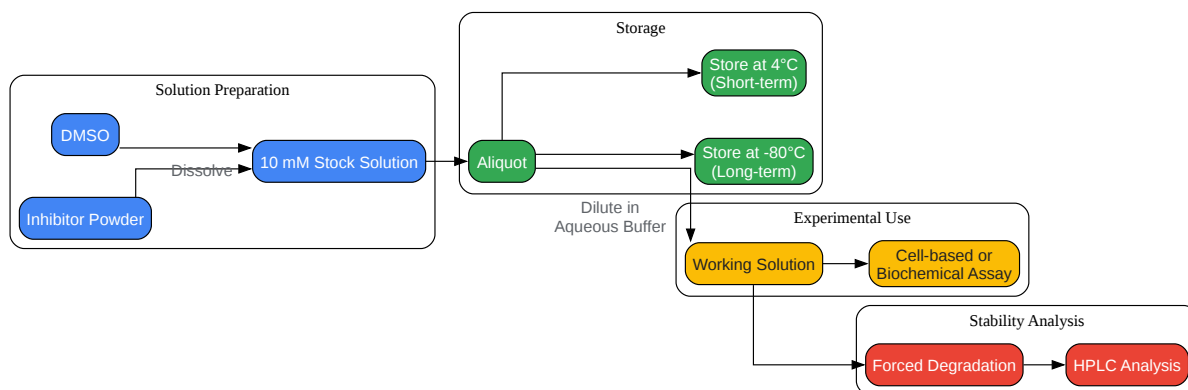 Storage
Store at 4°C
(Short-term)
Solution Preparation
DMSO
Dissolve
10 mM Stock Solution
Inhibitor Powder
Aliquot
Store at -80°C
(Long-term)
Dilute in
Aqueous Buffer
Experimental Use
Working Solution
Cell-based or
Biochemical Assay
Stability Analysis
Forced Degradation
HPLC Analysis